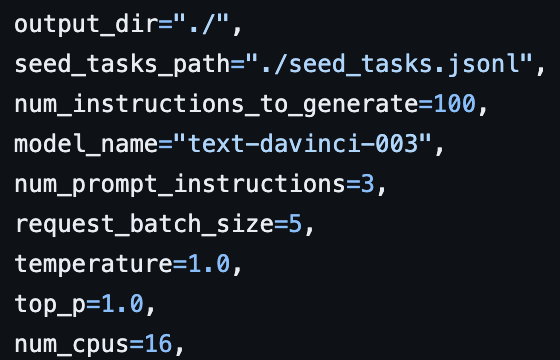 output_dir="./",
seed_tasks_path="./seed_tasks.jsonl",
num_instructions_to_generate=100,
model_name="text-davinci-003",
num_prompt_instructions=3,
request_batch_size=5,
temperature=1.0,
top_p=1.0,
num_cpus=16,